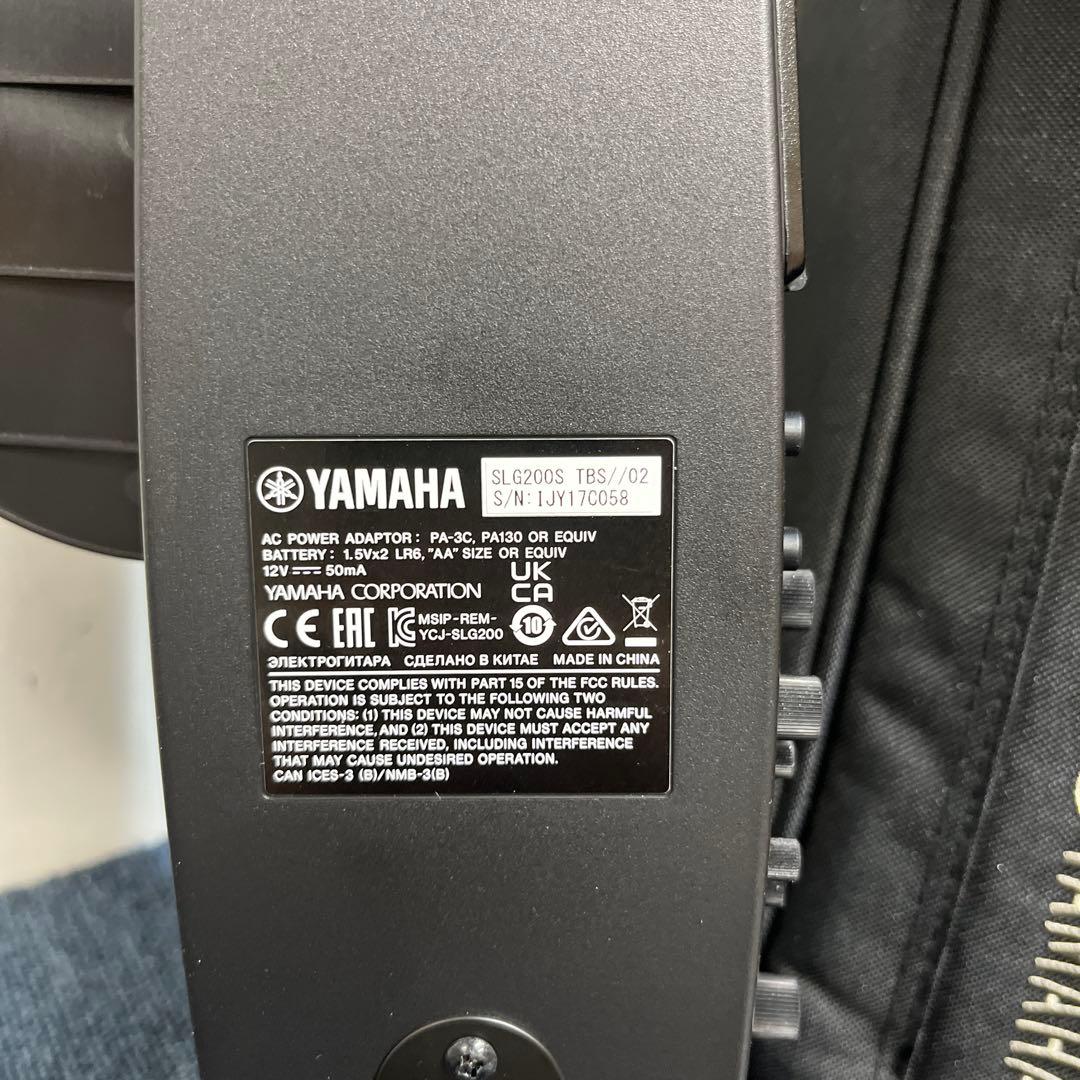 YAMAHA
SLG200S TBS//02
S/N:IJY17C058
AC POWER ADAPTOR: PA-3C, PA130 OR EQUIV
BATTERY: 1.5Vx2 LR6, "AA" SIZE OR EQUIV
12V 50mA
UK
CA
YAMAHA CORPORATION
CE EAC KC MSIP-REM-
YCJ-SLG200
10
ЭЛЕКТРОГИТАРА СДЕЛАНО В КИТАЕ MADE IN CHINA
THIS DEVICE COMPLIES WITH PART 15 OF THE FCC RULES.
OPERATION IS SUBJECT TO THE FOLLOWING TWO
CONDITIONS: (1) THIS DEVICE MAY NOT CAUSE HARMFUL
INTERFERENCE, AND (2) THIS DEVICE MUST ACCEPT ANY
INTERFERENCE RECEIVED, INCLUDING INTERFERENCE
THAT MAY CAUSE UNDESIRED OPERATION.
CAN ICES-3 (B)/NMB-3(B)